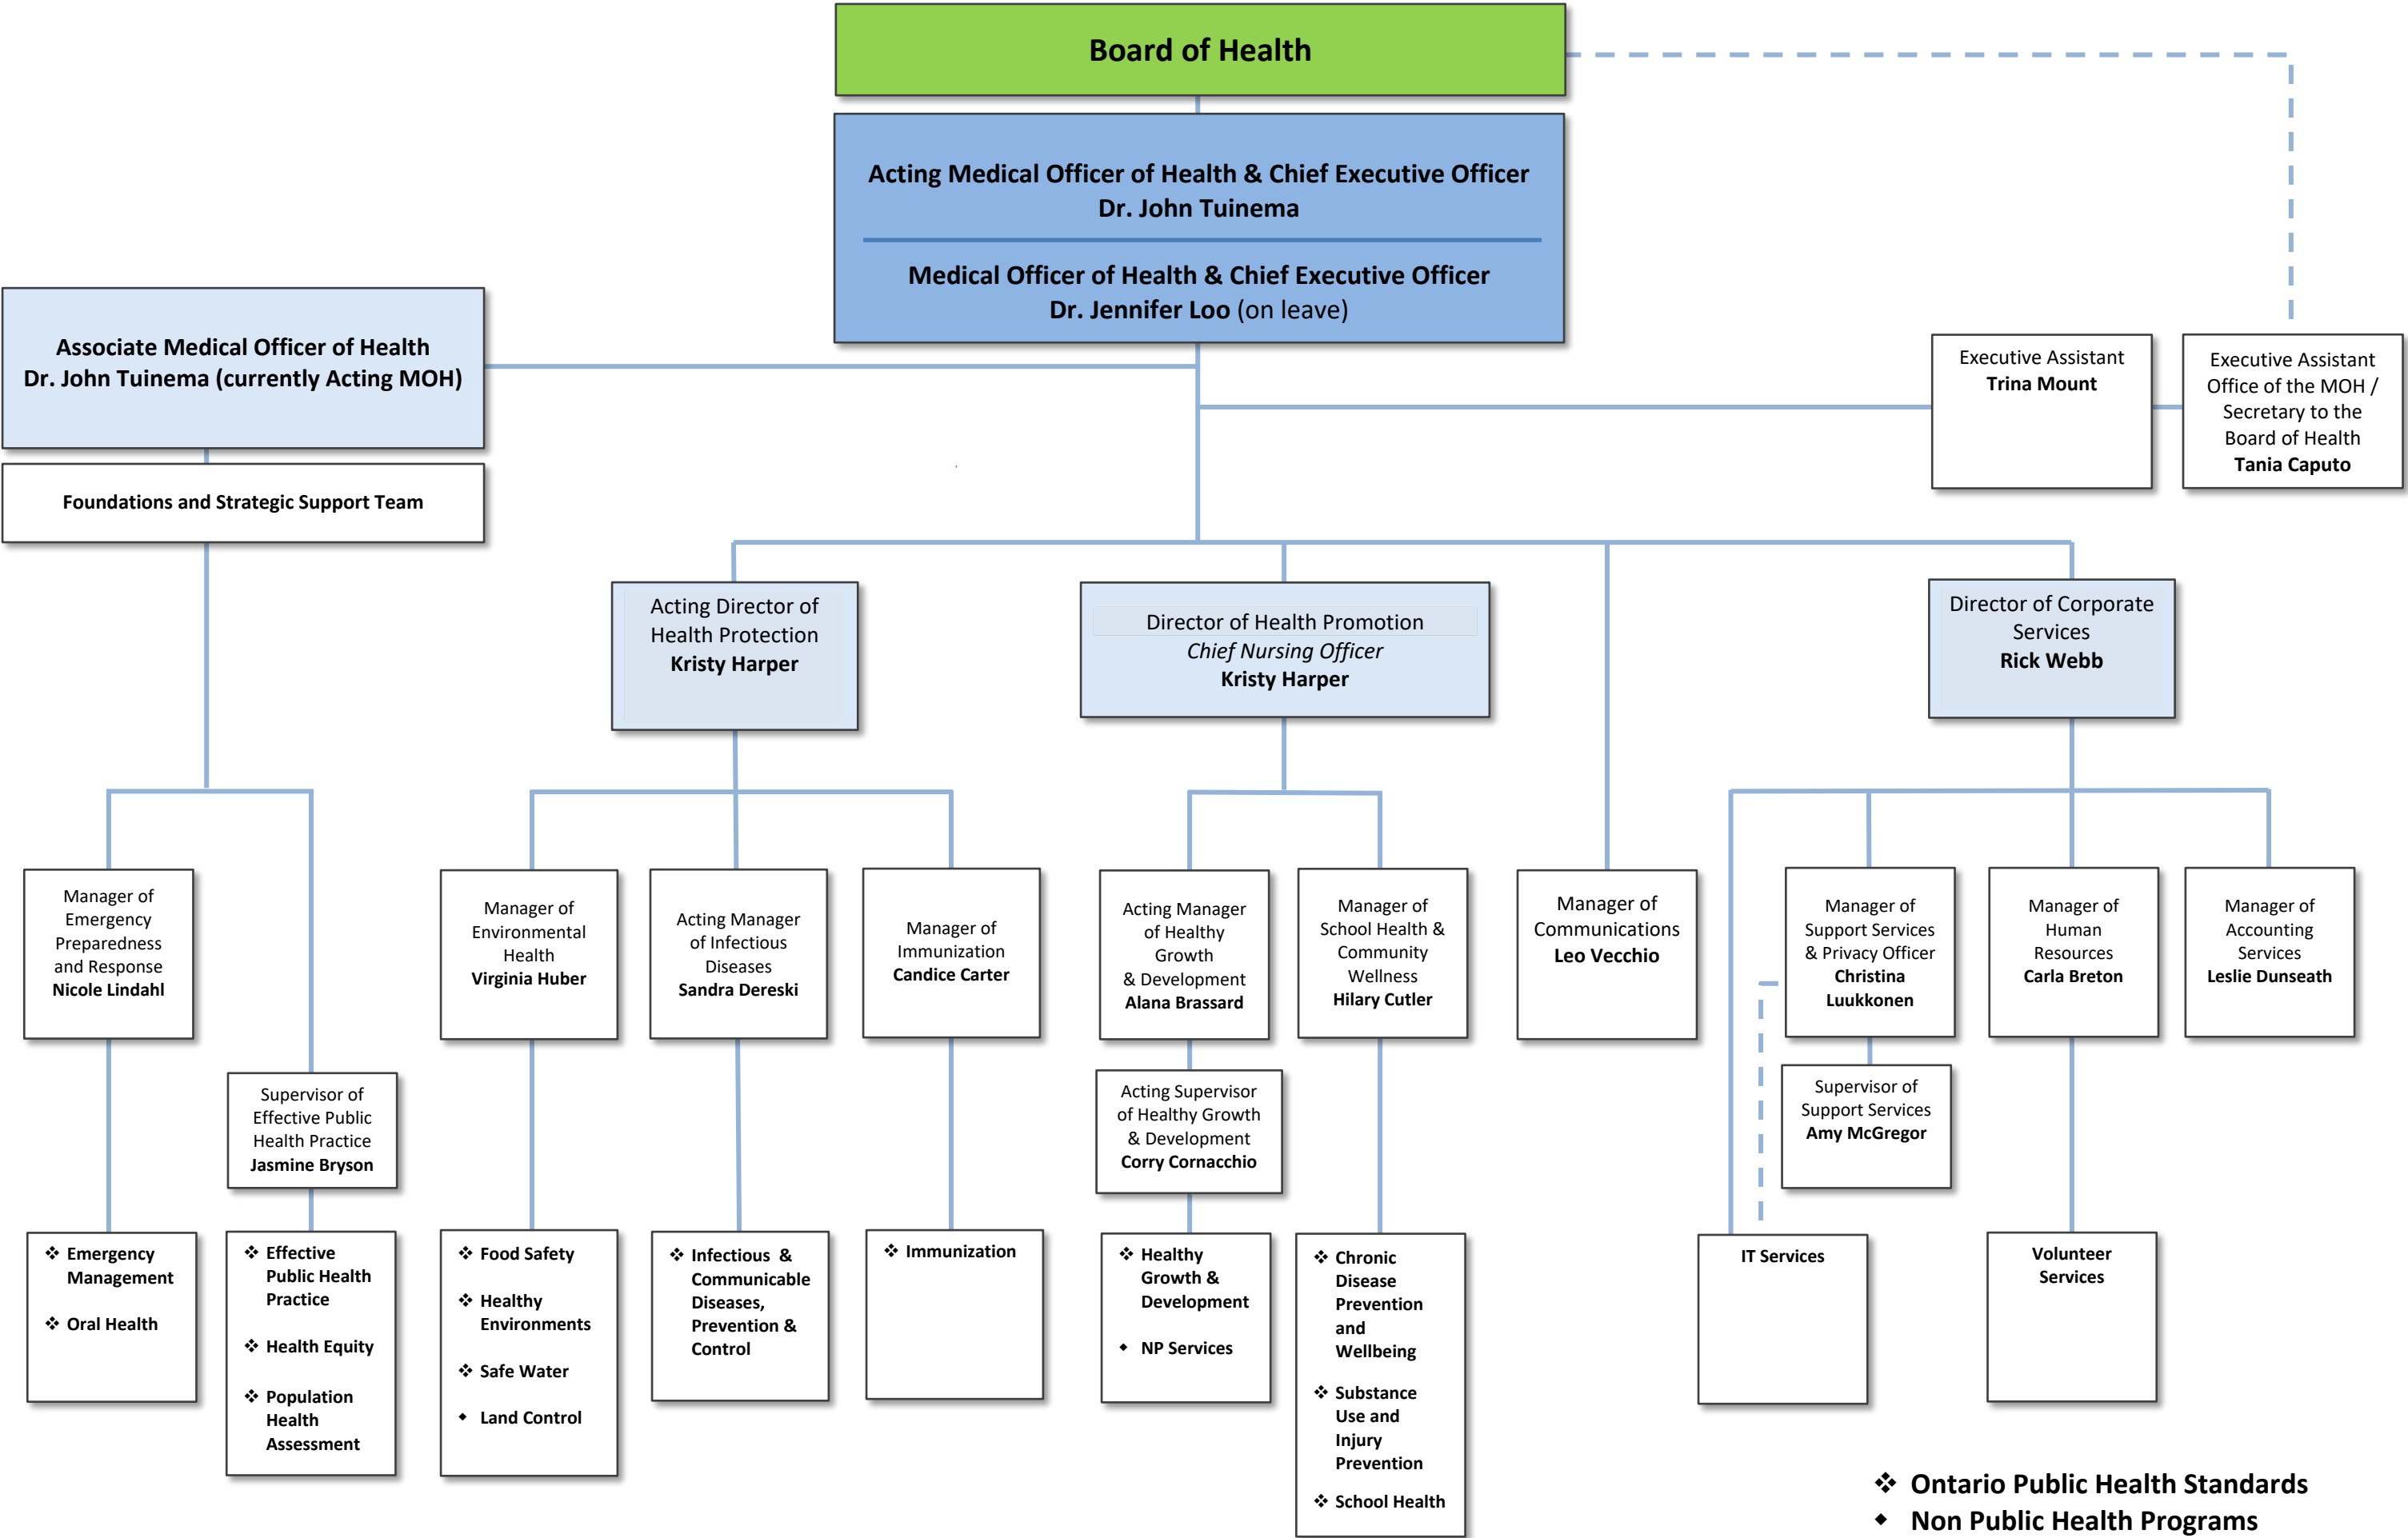 Board of Health
Acting Medical Officer of Health & Chief Executive Officer
Dr. John Tuinema
Medical Officer of Health & Chief Executive Officer
Dr. Jennifer Loo (on leave)
Associate Medical Officer of Health
Dr. John Tuinema (currently Acting MOH)
Foundations and Strategic Support Team
Executive Assistant
Trina Mount
Executive Assistant
Office of the MOH /
Secretary to the
Board of Health
Tania Caputo
Acting Director of
Health Protection
Kristy Harper
Director of Health Promotion
Chief Nursing Officer
Kristy Harper
Director of Corporate
Services
Rick Webb
Manager of
Emergency
Preparedness
and Response
Nicole Lindahl
Supervisor of
Effective Public
Health Practice
Jasmine Bryson
Manager of
Environmental
Health
Virginia Huber
Acting Manager
of Infectious
Diseases
Sandra Dereski
Manager of
Immunization
Candice Carter
Acting Manager
of Healthy
Growth
& Development
Alana Brassard
Acting Supervisor
of Healthy Growth
& Development
Corry Cornacchio
Manager of
School Health &
Community
Wellness
Hilary Cutler
Manager of
Communications
Leo Vecchio
Manager of
Support Services
& Privacy Officer
Christina
Luukkonen
Supervisor of
Support Services
Amy McGregor
Manager of
Human
Resources
Carla Breton
Manager of
Accounting
Services
Leslie Dunseath
❖ Emergency
Management
❖ Oral Health
❖ Effective
Public Health
Practice
❖ Health Equity
❖ Population
Health
Assessment
❖ Food Safety
❖ Healthy
Environments
❖ Safe Water
◆ Land Control
❖ Infectious &
Communicable
Diseases,
Prevention &
Control
❖ Immunization
❖ Healthy
Growth &
Development
◆ NP Services
❖ Chronic
Disease
Prevention
and
Wellbeing
❖ Substance
Use and
Injury
Prevention
❖ School Health
IT Services
Volunteer
Services
❖ Ontario Public Health Standards
◆ Non Public Health Programs